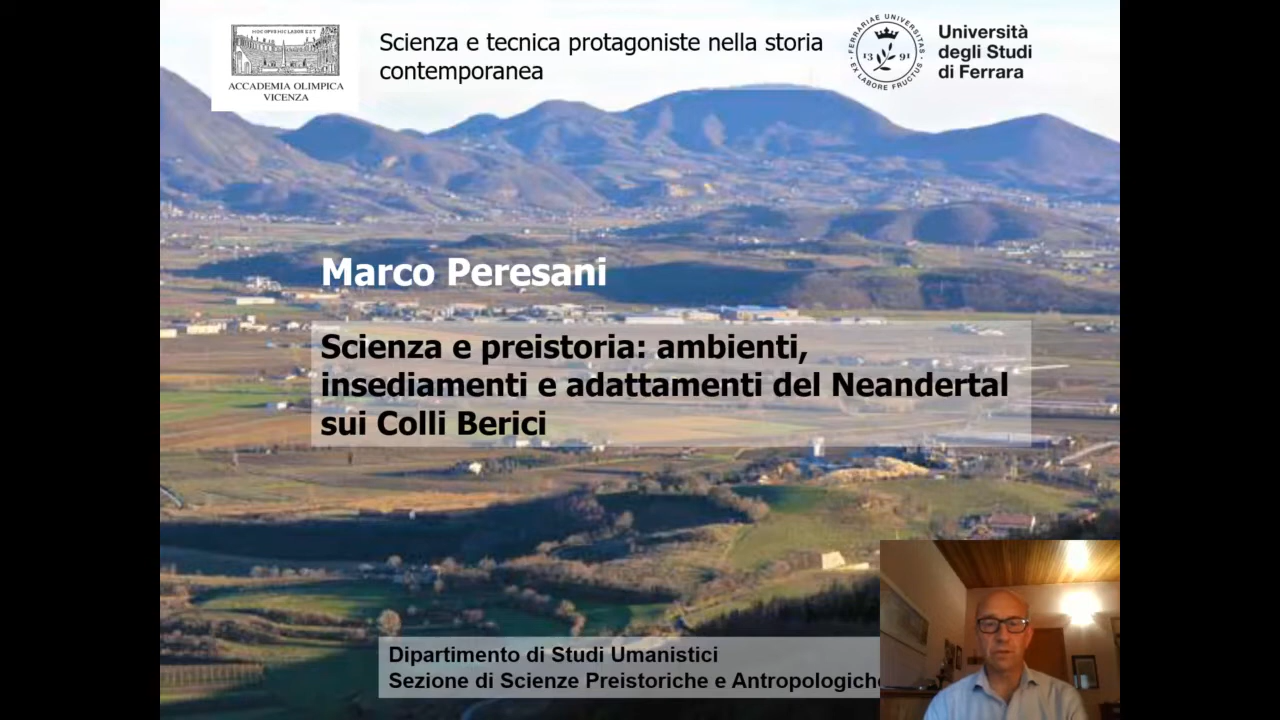 HOC OPVS HIC LABOR EST
ACCADEMIA OLIMPICA
VICENZA
Scienza e tecnica protagoniste nella storia
contemporanea
FERRARIAE UNIVERSITAS
1391
EX LABORE FRUCTUS
Università
degli Studi
di Ferrara
Marco Peresani
Scienza e preistoria: ambienti,
insediamenti e adattamenti del Neandertal
sui Colli Berici
Dipartimento di Studi Umanistici
Sezione di Scienze Preistoriche e Antropologiche